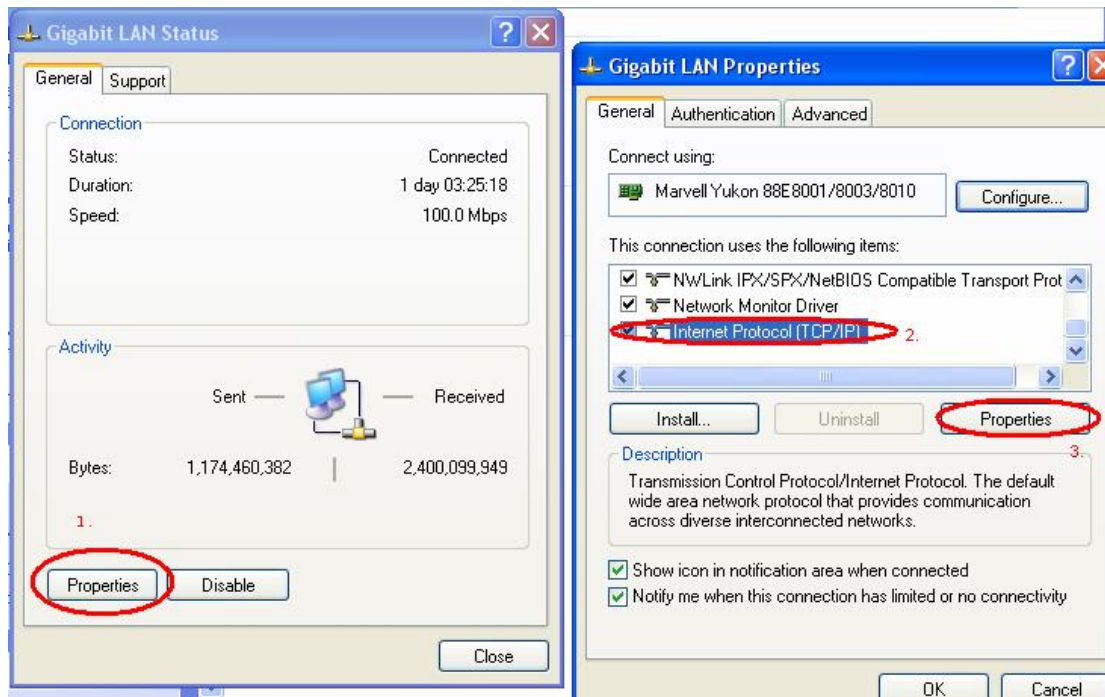 Gigabit LAN Status
General
Support
Connection
Status:
Connected
Duration:
1 day 03:25:18
Speed:
100.0 Mbps
Activity
Sent
Received
Bytes:
1,174,460,382
2,400,099,949
1.
Properties
Disable
Close
Gigabit LAN Properties
General
Authentication
Advanced
Connect using:
Marvell Yukon 88E8001/8003/8010
Configure...
This connection uses the following items:
NWLink IPX/SPX/NetBIOS Compatible Transport Prot
Network Monitor Driver
Internet Protocol (TCP/IP)
2.
Install...
Uninstall
Properties
3.
Description
Transmission Control Protocol/Internet Protocol. The default
wide area network protocol that provides communication
across diverse interconnected networks.
Show icon in notification area when connected
Notify me when this connection has limited or no connectivity
OK
Cancel